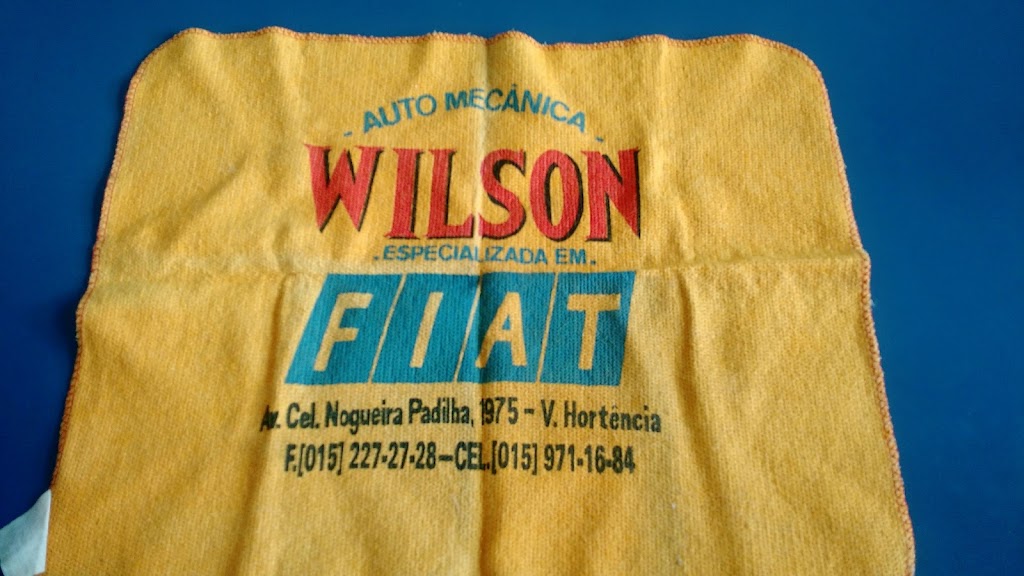 - AUTO MECÂNICA -
WILSON
.ESPECIALIZADA EM.
FIAT
Av. Cel. Nogueira Padilha, 1975 - V. Hortência
F.[015] 227-27-28-CEL.[015] 971-16-84